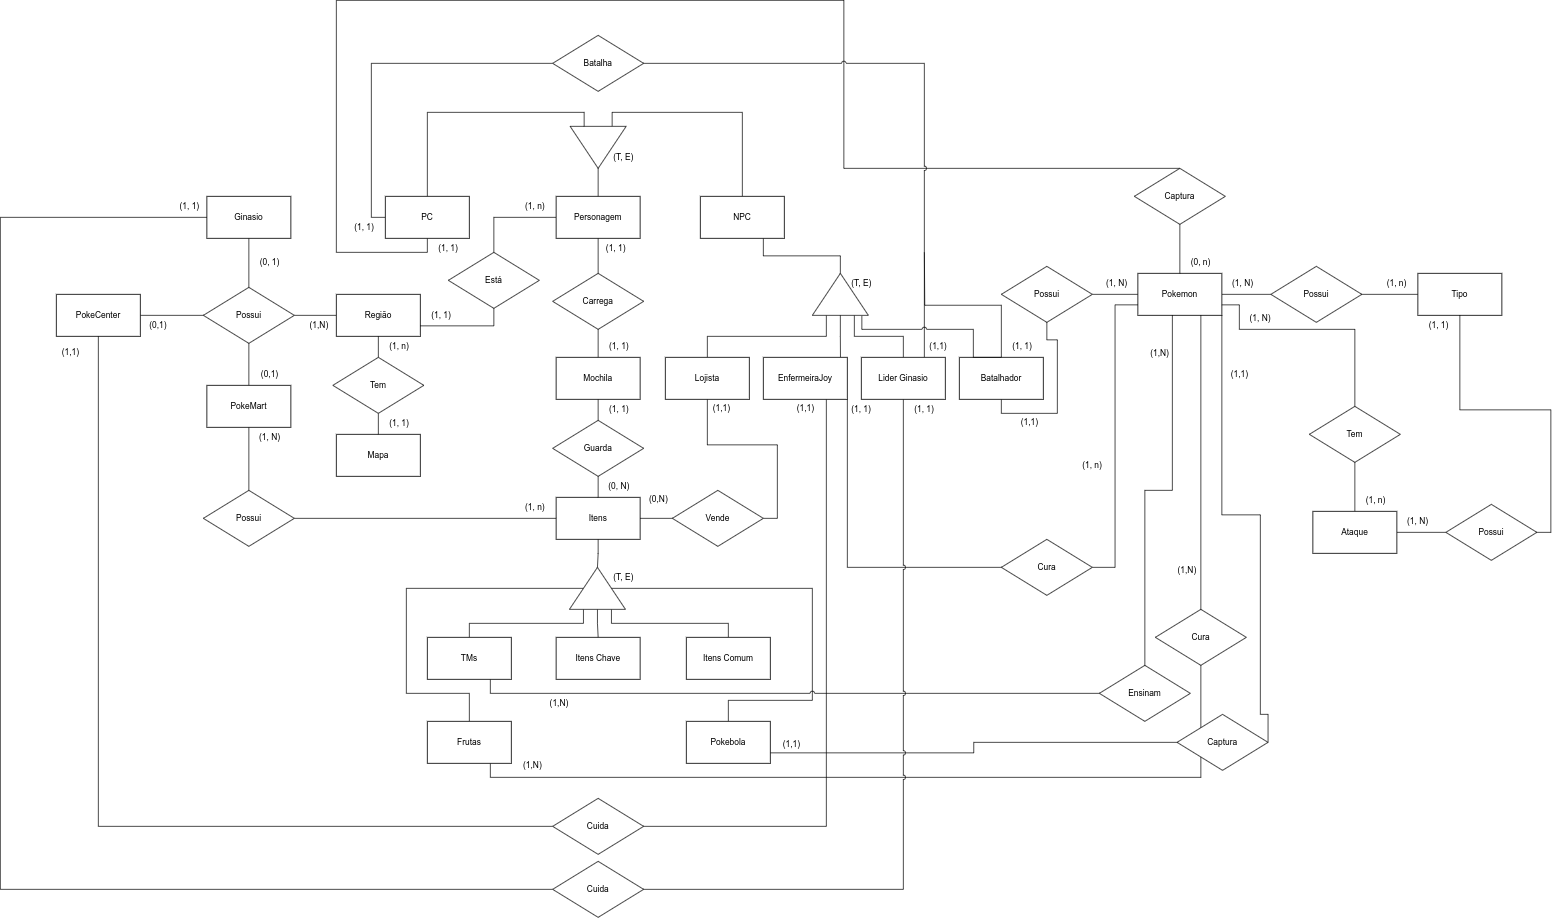 Batalha
(T, E)
Captura
(1, 1)
Ginasio
PC
(1, n)
Personagem
NPC
(1, 1)
(1, 1)
(1, 1)
(0, 1)
(0, n)
Está
Carrega
(T, E)
Possui
(1, N)
Pokemon
(1, N)
Possui
(1, n)
Tipo
PokeCenter
(0,1)
Possui
(1,N)
Região
(1, 1)
(1, N)
(1, 1)
(1,1)
(1, n)
(1, 1)
(1,1)
(1, 1)
(1,N)
(0,1)
Tem
Mochila
Lojista
EnfermeiraJoy
Lider Ginasio
Batalhador
(1,1)
PokeMart
(1, 1)
(1,1)
(1,1)
(1, 1)
(1, 1)
(1,1)
(1, N)
(1, 1)
Tem
Mapa
Guarda
(1, n)
(0, N)
(0,N)
(1, n)
Possui
(1, n)
Itens
Vende
(1, N)
Ataque
Possui
(T, E)
Cura
(1,N)
TMs
Itens Chave
Itens Comum
Cura
(1,N)
Ensinam
Frutas
Pokebola
(1,1)
Captura
(1,N)
Cuida
Cuida